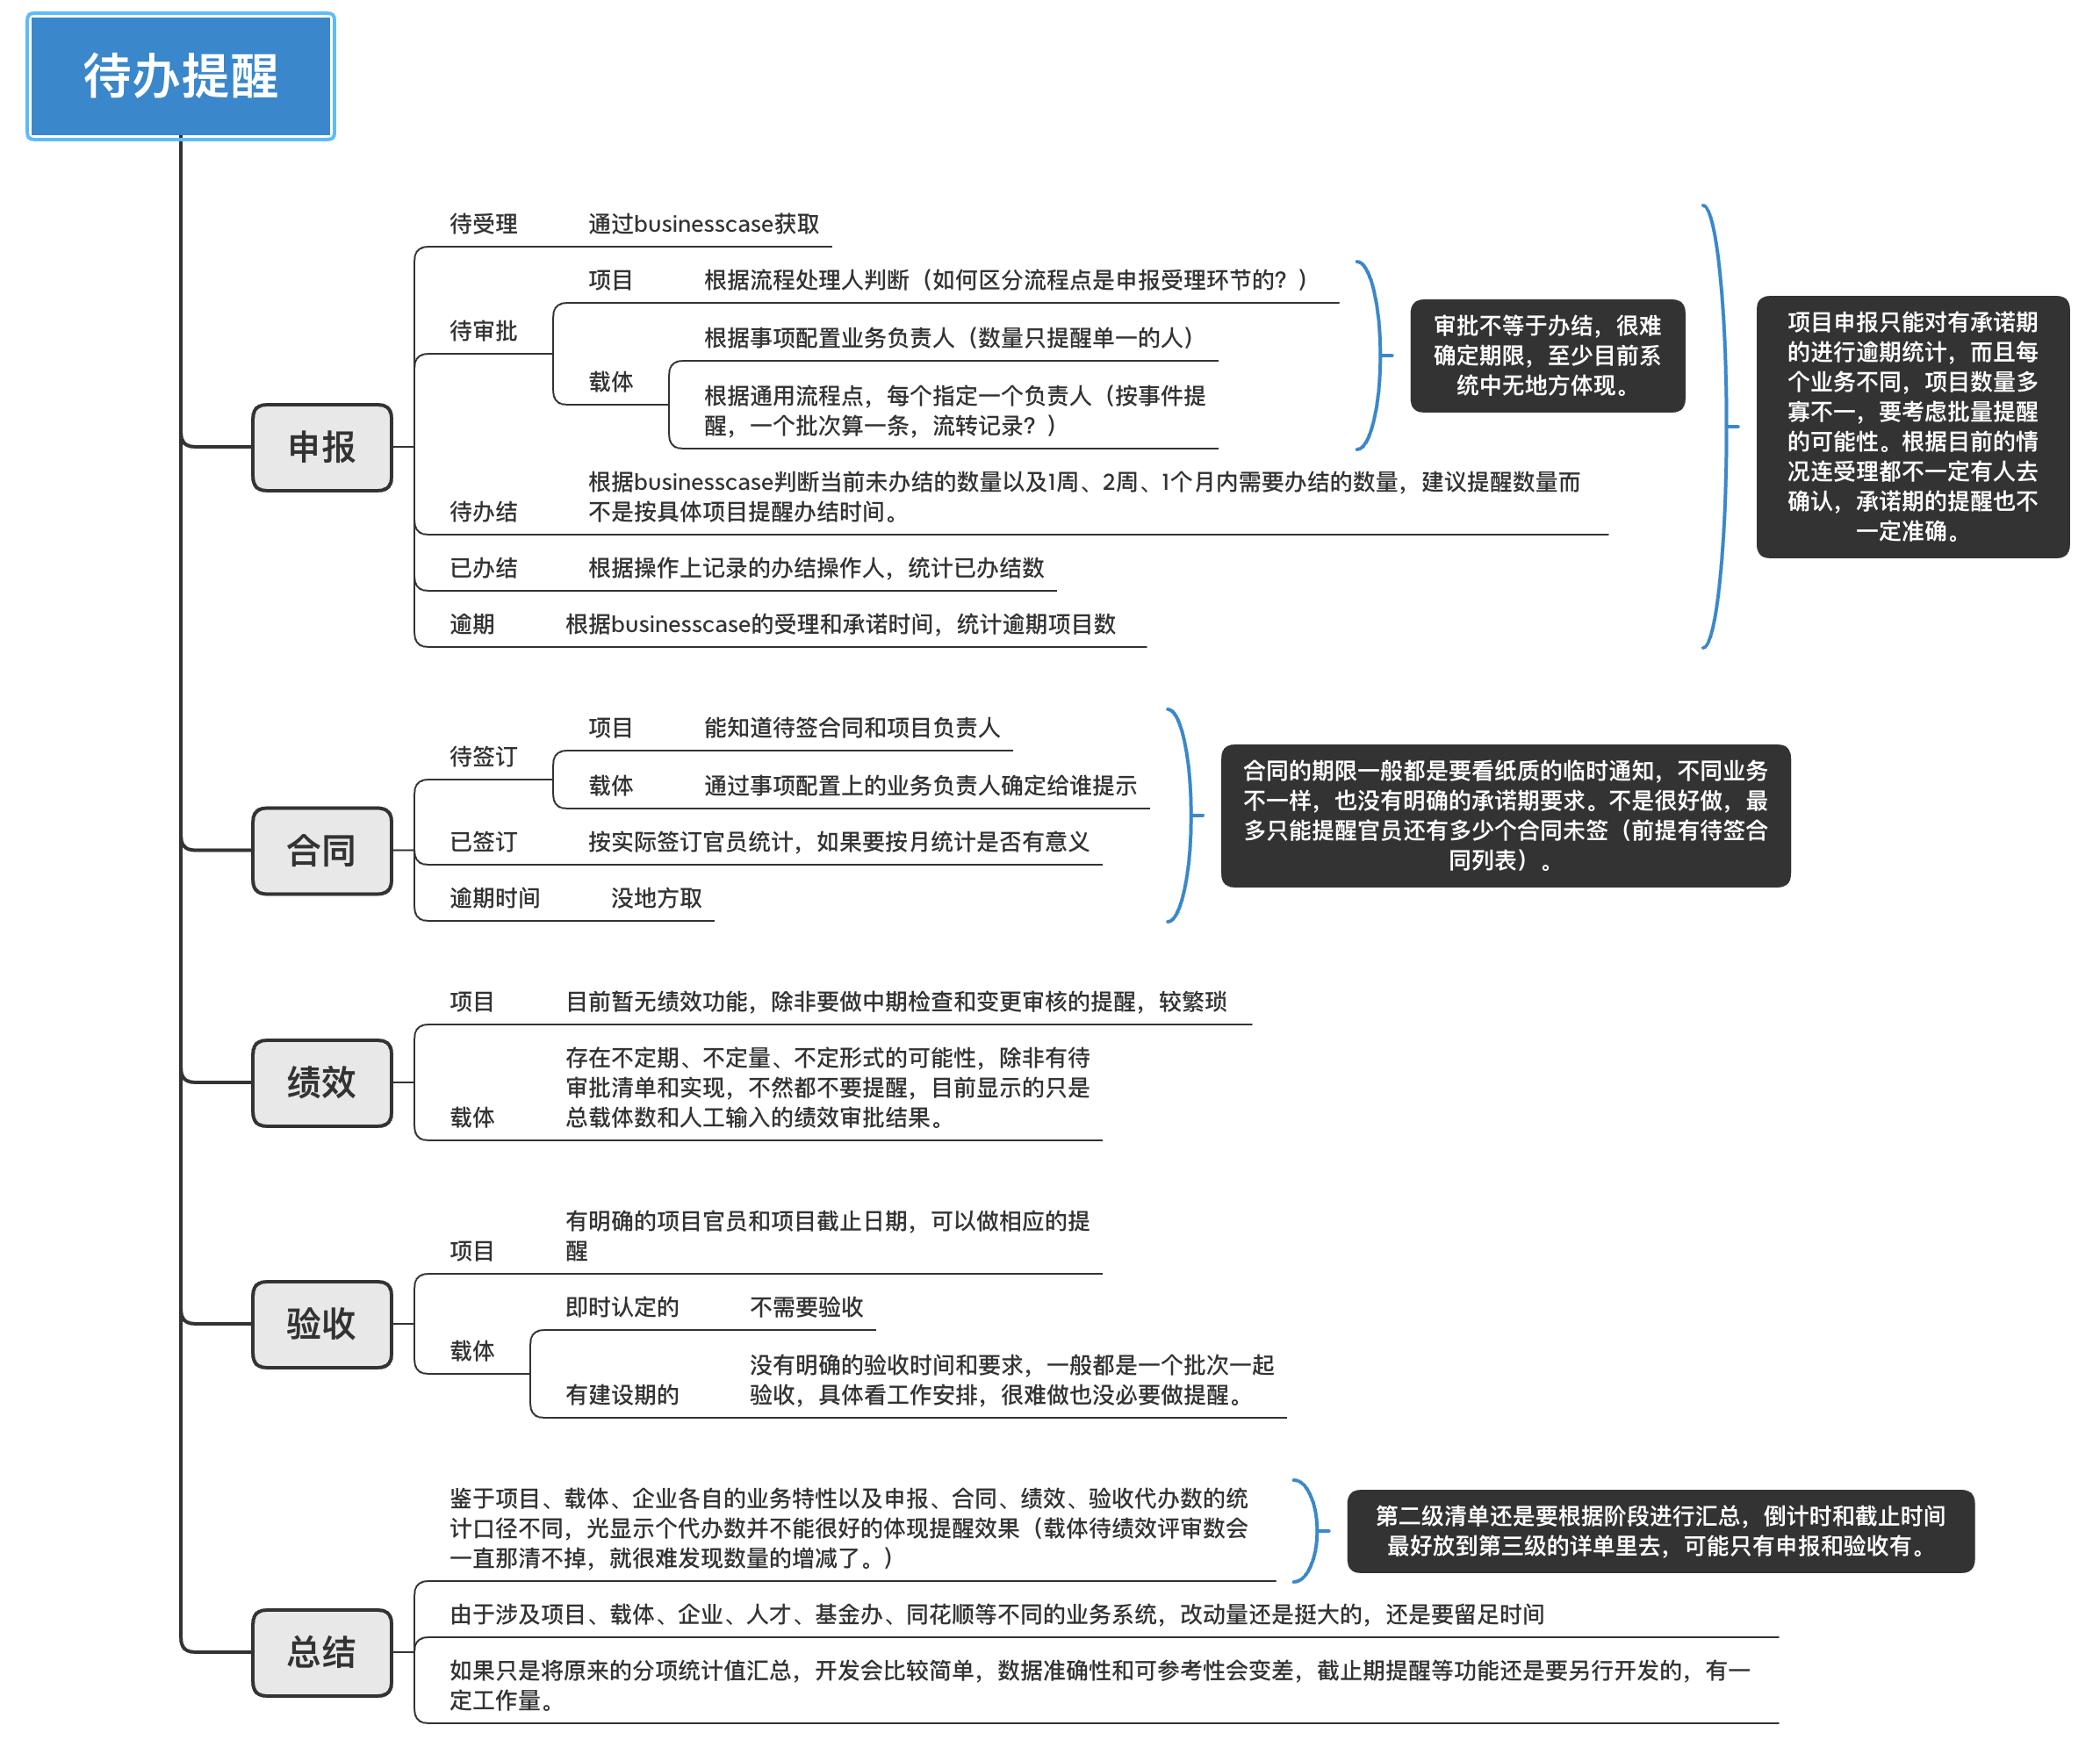 待办提醒
申报
待受理
通过businesscase获取
待审批
项目
根据流程处理人判断（如何区分流程点是申报受理环节的？）
载体
根据事项配置业务负责人（数量只提醒单一的人）
根据通用流程点，每个指定一个负责人（按事件提
醒，一个批次算一条，流转记录？）
审批不等于办结，很难
确定期限，至少目前系
统中无地方体现。
待办结
根据businesscase判断当前未办结的数量以及1周、2周、1个月内需要办结的数量，建议提醒数量而
不是按具体项目提醒办结时间。
已办结
根据操作上记录的办结操作人，统计已办结数
逾期
根据businesscase的受理和承诺时间，统计逾期项目数
项目申报只能对有承诺期
的进行逾期统计，而且每
个业务不同，项目数量多
寡不一，要考虑批量提醒
的可能性。根据目前的情
况连受理都不一定有人去
确认，承诺期的提醒也不
一定准确。
合同
待签订
项目
能知道待签合同和项目负责人
载体
通过事项配置上的业务负责人确定给谁提示
已签订
按实际签订官员统计，如果要按月统计是否有意义
逾期时间
没地方取
合同的期限一般都是要看纸质的临时通知，不同业务
不一样，也没有明确的承诺期要求。不是很好做，最
多只能提醒官员还有多少个合同未签（前提有待签合
同列表）。
绩效
项目
目前暂无绩效功能，除非要做中期检查和变更审核的提醒，较繁琐
载体
存在不定期、不定量、不定形式的可能性，除非有待
审批清单和实现，不然都不要提醒，目前显示的只是
总载体数和人工输入的绩效审批结果。
验收
项目
有明确的项目官员和项目截止日期，可以做相应的提
醒
载体
即时认定的
不需要验收
有建设期的
没有明确的验收时间和要求，一般都是一个批次一起
验收，具体看工作安排，很难做也没必要做提醒。
总结
鉴于项目、载体、企业各自的业务特性以及申报、合同、绩效、验收代办数的统
计口径不同，光显示个代办数并不能很好的体现提醒效果（载体待绩效评审数会
一直那清不掉，就很难发现数量的增减了。）
第二级清单还是要根据阶段进行汇总，倒计时和截止时间
最好放到第三级的详单里去，可能只有申报和验收有。
由于涉及项目、载体、企业、人才、基金办、同花顺等不同的业务系统，改动量还是挺大的，还是要留足时间
如果只是将原来的分项统计值汇总，开发会比较简单，数据准确性和可参考性会变差，截止期提醒等功能还是要另行开发的，有一
定工作量。